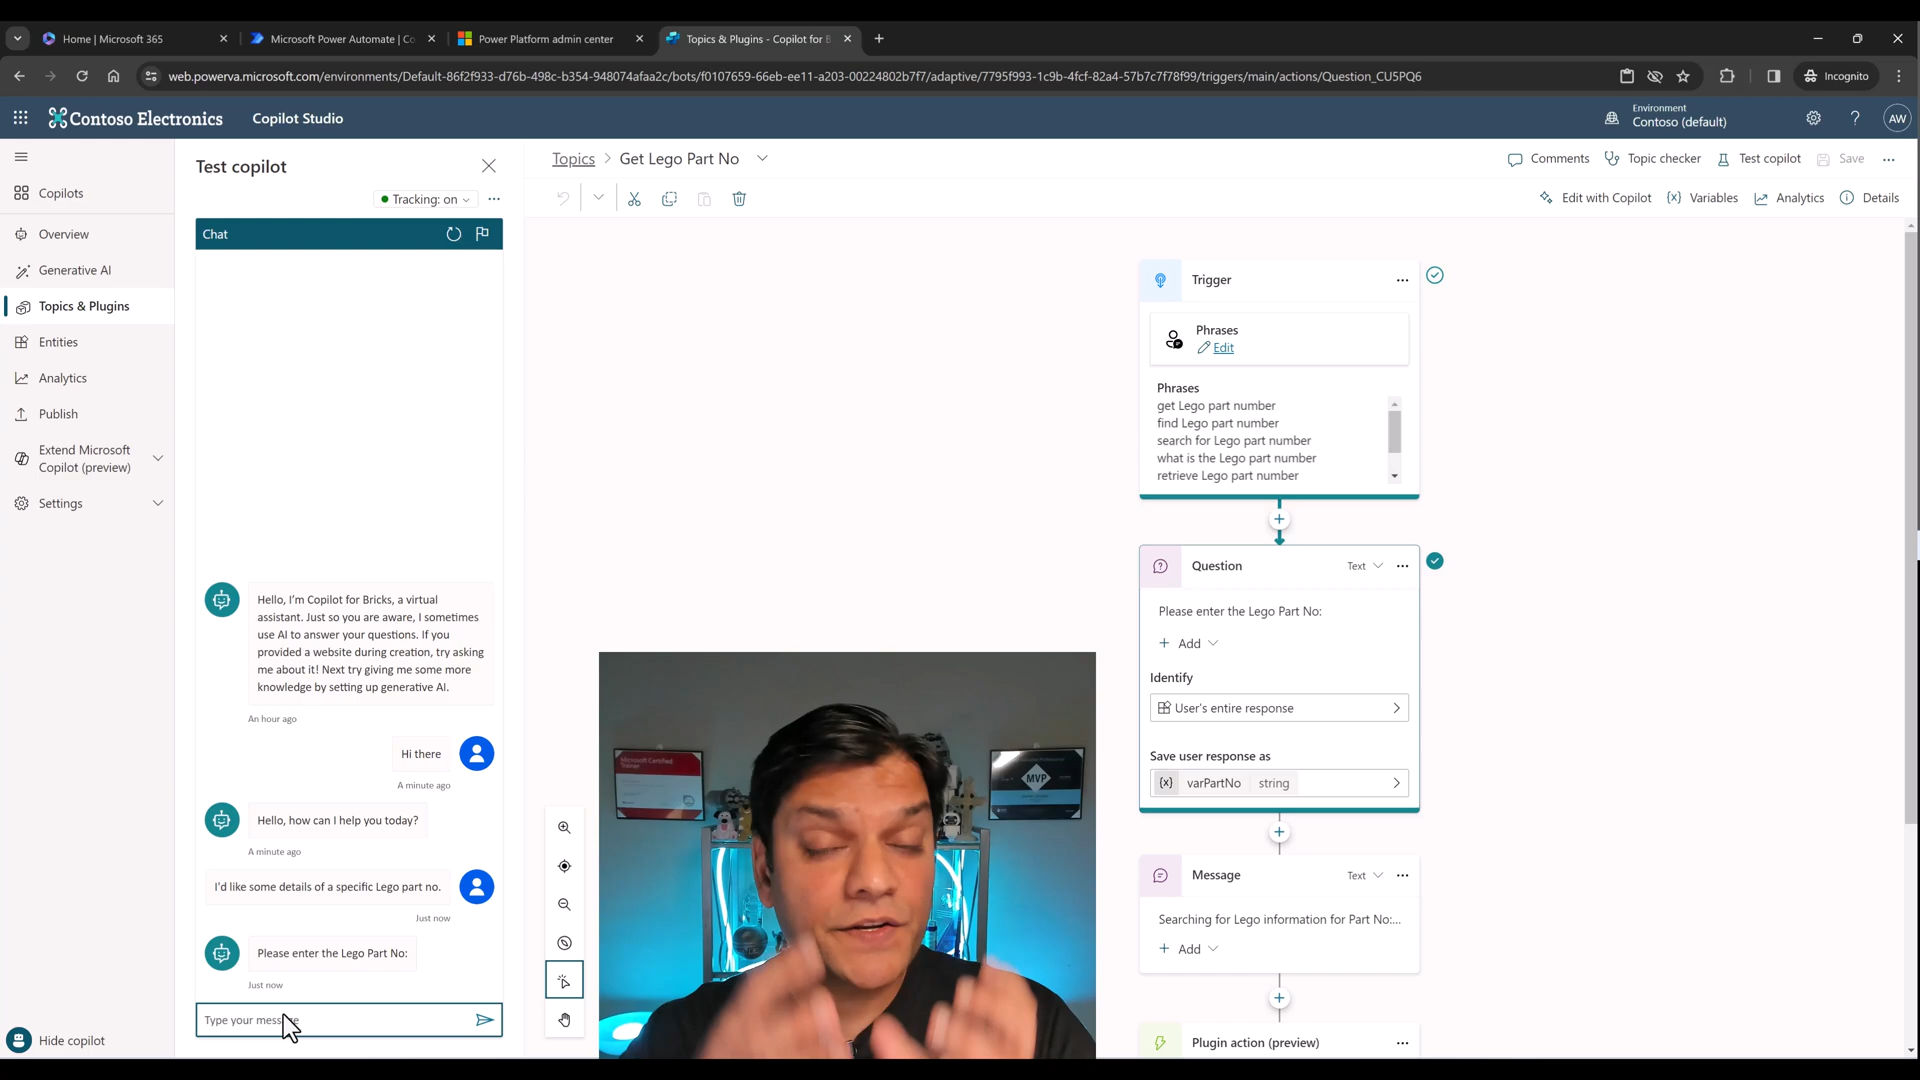 Home | Microsoft 365
Microsoft Power Automate | Co
Power Platform admin center
Topics & Plugins - Copilot for B
web.powerva.microsoft.com/environments/Default-86f2f933-d76b-498c-b354-948074afaa2c/bots/f0107659-66eb-ee11-a203-00224802b7f7/adaptive/7795f993-1c9b-4fcf-82a4-57b7c7f78f99/triggers/main/actions/Question_CU5PQ6
Incognito
Contoso Electronics
Copilot Studio
Environment
Contoso (default)
AW
Copilots
Overview
Generative AI
Topics & Plugins
Entities
Analytics
Publish
Extend Microsoft
Copilot (preview)
Settings
Hide copilot
Test copilot
Tracking: on
Chat
Hello, I'm Copilot for Bricks, a virtual
assistant. Just so you are aware, I sometimes
use AI to answer your questions. If you
provided a website during creation, try asking
me about it! Next try giving me some more
knowledge by setting up generative AI.
An hour ago
Hi there
A minute ago
Hello, how can I help you today?
A minute ago
I'd like some details of a specific Lego part no.
Just now
Please enter the Lego Part No:
Just now
Type your message
Topics > Get Lego Part No
Comments
Topic checker
Test copilot
Save
Edit with Copilot
{x} Variables
Analytics
Details
Trigger
Phrases
Edit
Phrases
get Lego part number
find Lego part number
search for Lego part number
what is the Lego part number
retrieve Lego part number
Question
Text
Please enter the Lego Part No:
Add
Identify
User's entire response
Save user response as
{x} varPartNo string
Message
Text
Searching for Lego information for Part No:...
Add
Plugin action (preview)
Microsoft Certified
Trainer
MVP